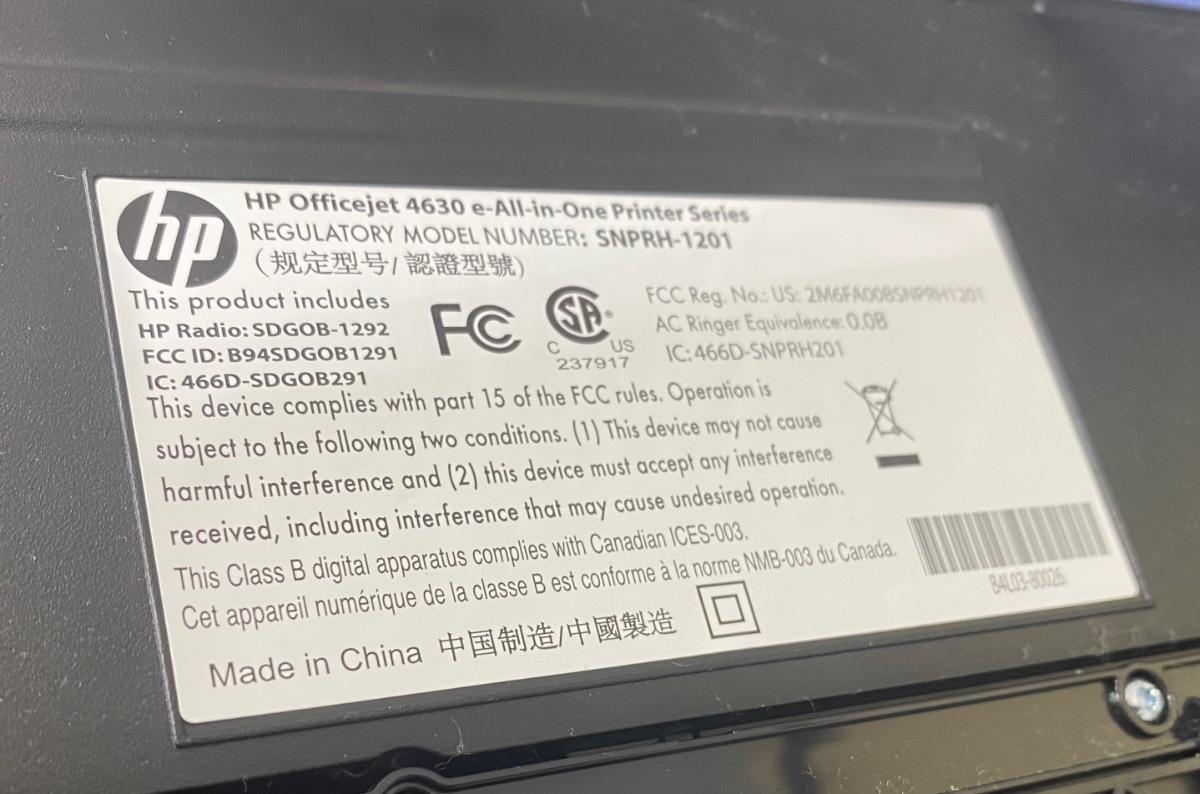 hp
HP Officejet 4630 e-All-in-One Printer Series
REGULATORY MODEL NUMBER: SNPRH-1201
(规定型号/ 認證型號)
This product includes
HP Radio: SDGOB-1292
FCC ID: B94SDGOB1291
IC: 466D-SDGOB291
FC
SA
C US
237917
FCC Reg. No.: US: 2M6FA00BSNPRH1201
AC Ringer Equivalence: 0.0B
IC: 466D-SNPRH201
This device complies with part 15 of the FCC rules. Operation is
subject to the following two conditions. (1) This device may not cause
harmful interference and (2) this device must accept any interference
received, including interference that may cause undesired operation.
This Class B digital apparatus complies with Canadian ICES-003.
Cet appareil numérique de la classe B est conforme à la norme NMB-003 du Canada.
B4L03-80026
Made in China 中国制造/中國製造